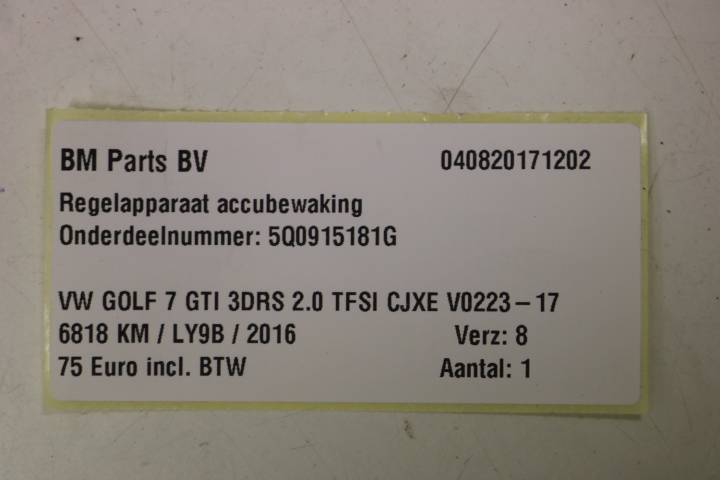 BM Parts BV 040820171202
Regelapparaat accubewaking
Onderdeelnummer: 5Q0915181G
VW GOLF 7 GTI 3DRS 2.0 TFSI CJXE V0223-17
6818 KM / LY9B / 2016 Verz: 8
75 Euro incl. BTW Aantal: 1